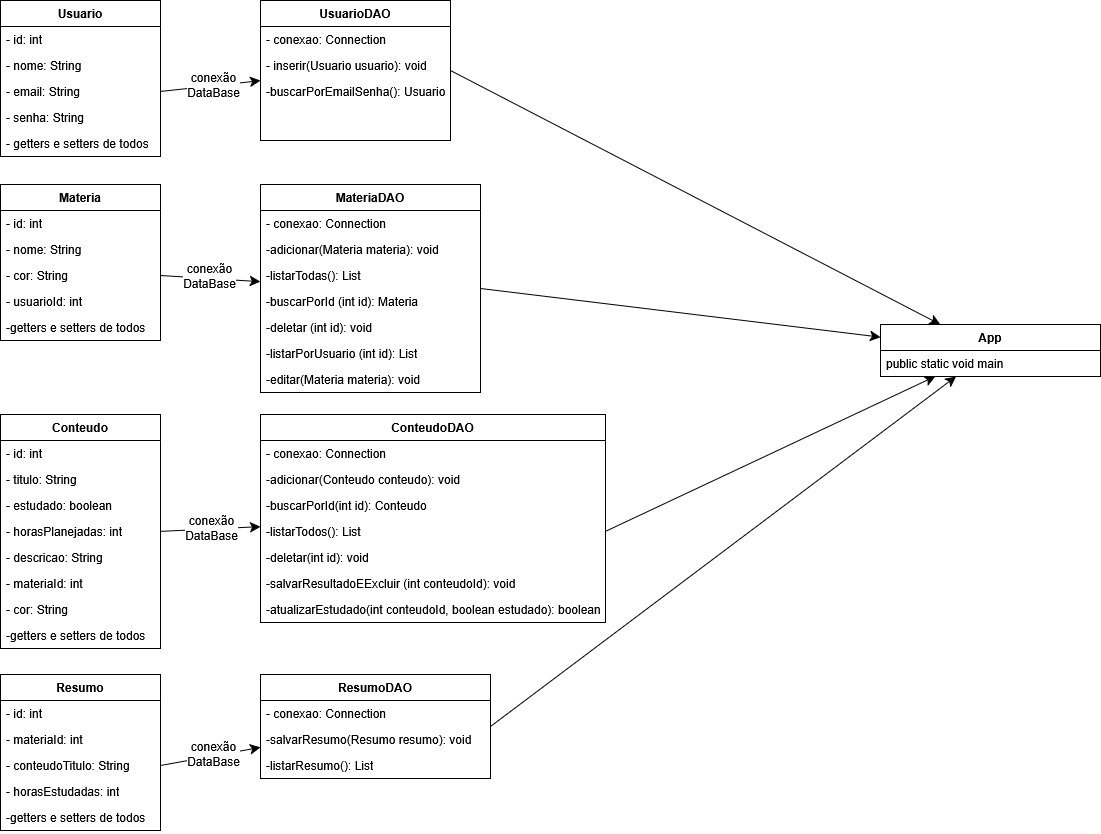 Usuario
- id: int
- nome: String
- email: String
- senha: String
- getters e setters de todos
conexão
DataBase
UsuarioDAO
- conexao: Connection
- inserir(Usuario usuario): void
-buscarPorEmailSenha(): Usuario
Materia
- id: int
- nome: String
- cor: String
- usuarioId: int
-getters e setters de todos
conexão
DataBase
MateriaDAO
- conexao: Connection
-adicionar(Materia materia): void
-listarTodas(): List
-buscarPorId (int id): Materia
-deletar (int id): void
-listarPorUsuario (int id): List
-editar(Materia materia): void
App
public static void main
Conteudo
- id: int
- titulo: String
- estudado: boolean
- horasPlanejadas: int
- descricao: String
- materiaId: int
- cor: String
-getters e setters de todos
conexão
DataBase
ConteudoDAO
- conexao: Connection
-adicionar(Conteudo conteudo): void
-buscarPorId(int id): Conteudo
-listarTodos(): List
-deletar(int id): void
-salvarResultadoEExcluir (int conteudoId): void
-atualizarEstudado(int conteudoId, boolean estudado): boolean
Resumo
- id: int
- materiaId: int
- conteudoTitulo: String
- horasEstudadas: int
-getters e setters de todos
conexão
DataBase
ResumoDAO
- conexao: Connection
-salvarResumo(Resumo resumo): void
-listarResumo(): List